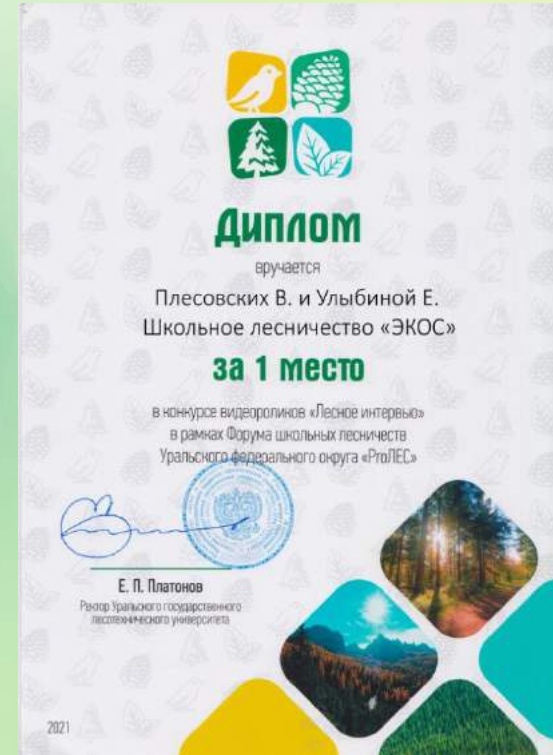 Диплом
вручается
Плесовских В. и Улыбиной Е.
Школьное лесничество «ЭКОС»
за 1 место
в конкурсе видеороликов «Лесное интервью»
в рамках Форума школьных лесничеств
Уральского федерального округа «ProЛЕС»
Е. П. Платонов
Ректор Уральского государственного
лесотехнического университета
2021